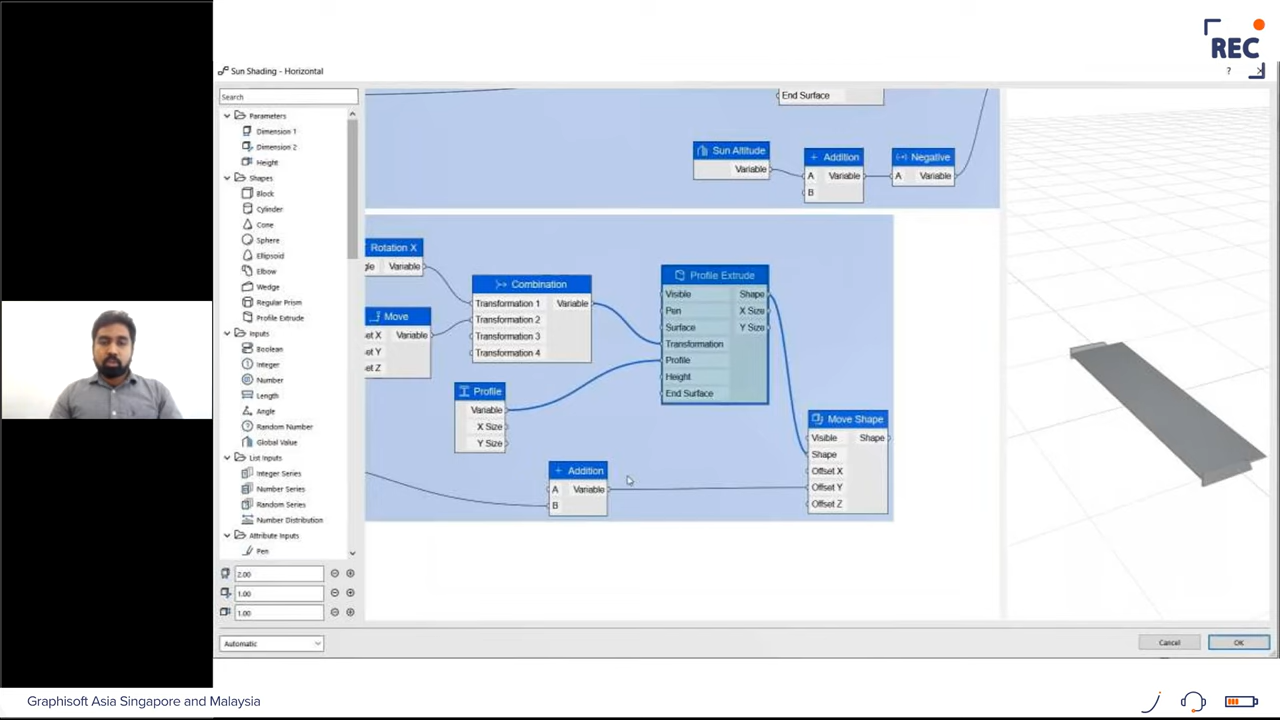 REC
Sun Shading - Horizontal
?
Search
Parameters
Dimension 1
Dimension 2
Height
Shapes
Block
Cylinder
Cone
Sphere
Ellipsoid
Elbow
Wedge
Regular Prism
Profile Extrude
Inputs
Boolean
Integer
Number
Length
Angle
Random Number
Global Value
List Inputs
Integer Series
Number Series
Random Series
Number Distribution
Attribute Inputs
Pen
2.00
1.00
1.00
Automatic
End Surface
Sun Altitude
Variable
Addition
A Variable
B
Negative
A Variable
Rotation X
gle Variable
Move
set X Variable
et Y
et Z
Combination
Transformation 1 Variable
Transformation 2
Transformation 3
Transformation 4
Profile
Variable
X Size
Y Size
Profile Extrude
Visible Shape
Pen X Size
Surface Y Size
Transformation
Profile
Height
End Surface
Addition
A Variable
B
Move Shape
Visible Shape
Shape
Offset X
Offset Y
Offset Z
Cancel
OK
Graphisoft Asia Singapore and Malaysia